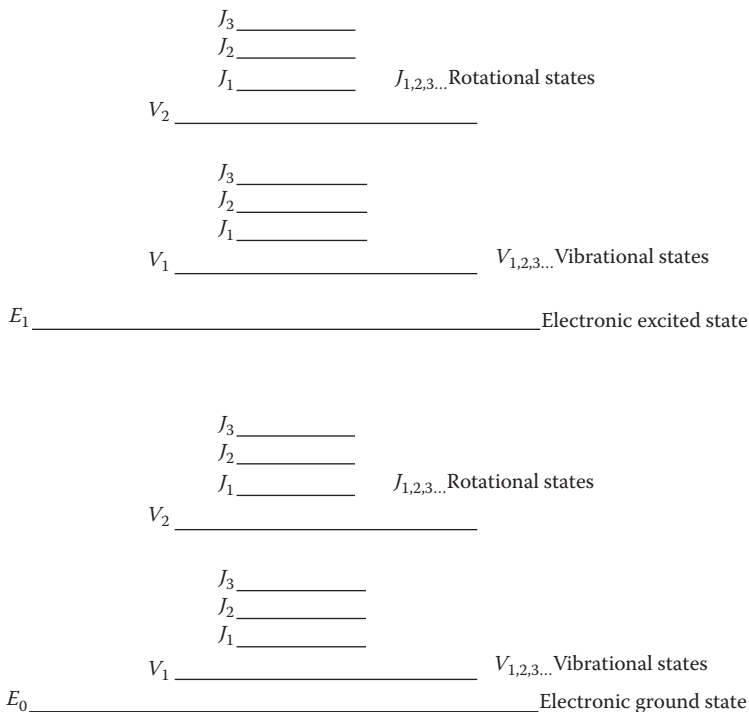 J3
J2
J1 J1,2,3...Rotational states
V2
J3
J2
J1
V1 V1,2,3...Vibrational states
E1 Electronic excited state
J3
J2
J1 J1,2,3...Rotational states
V2
J3
J2
J1
V1 V1,2,3...Vibrational states
E0 Electronic ground state